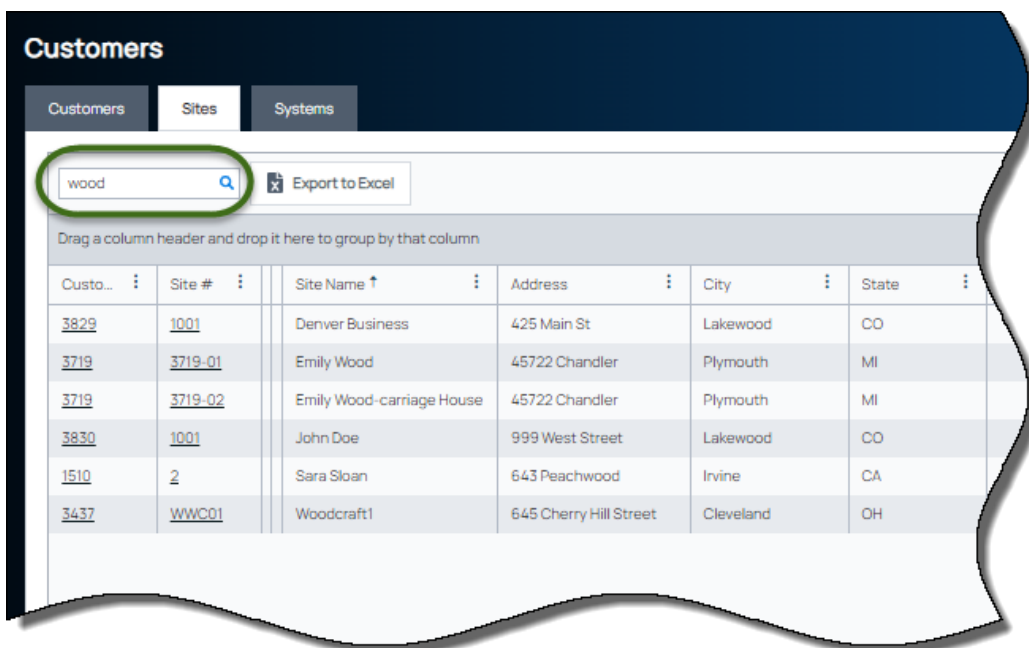 Customers
Customers Sites Systems
wood Export to Excel
Drag a column header and drop it here to group by that column
Custo... Site # Site Name ↑ Address City State
3829 1001 Denver Business 425 Main St Lakewood CO
3719 3719-01 Emily Wood 45722 Chandler Plymouth MI
3719 3719-02 Emily Wood-carriage House 45722 Chandler Plymouth MI
3830 1001 John Doe 999 West Street Lakewood CO
1510 2 Sara Sloan 643 Peachwood Irvine CA
3437 WWC01 Woodcraft1 645 Cherry Hill Street Cleveland OH